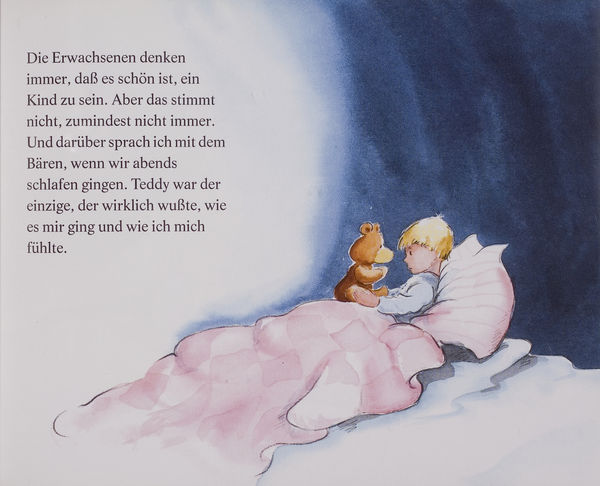 Die Erwachsenen denken
immer, daß es schön ist, ein
Kind zu sein. Aber das stimmt
nicht, zumindest nicht immer.
Und darüber sprach ich mit dem
Bären, wenn wir abends
schlafen gingen. Teddy war der
einzige, der wirklich wußte, wie
es mir ging und wie ich mich
fühlte.